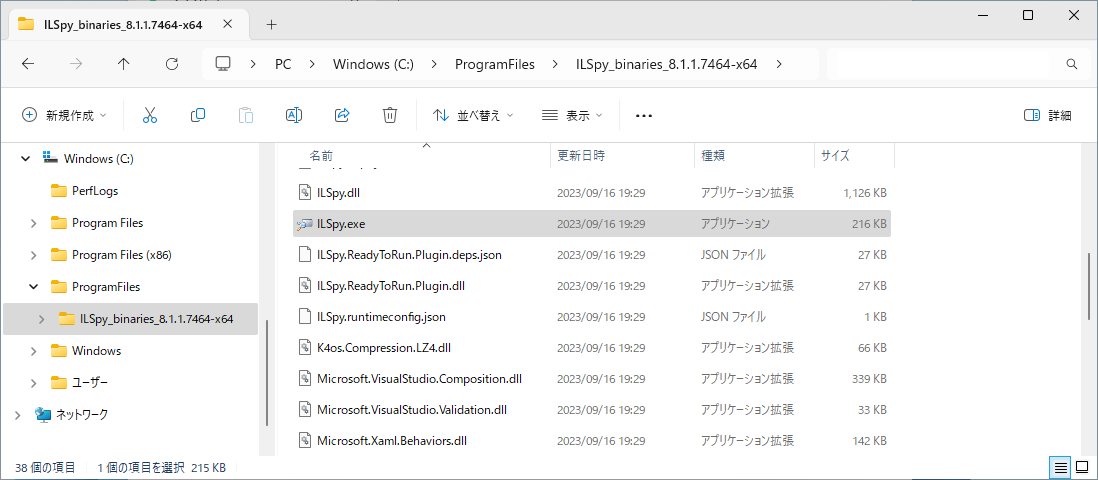 ILSpy_binaries_8.1.1.7464-x64
PC Windows (C:) ProgramFiles ILSpy_binaries_8.1.1.7464-x64
新規作成 並べ替え 表示 詳細
Windows (C:)
PerfLogs
Program Files
Program Files (x86)
ProgramFiles
ILSpy_binaries_8.1.1.7464-x64
Windows
ユーザー
ネットワーク
名前 更新日時 種類 サイズ
ILSpy.dll 2023/09/16 19:29 アプリケーション拡張 1,126 KB
ILSpy.exe 2023/09/16 19:29 アプリケーション 216 KB
ILSpy.ReadyToRun.Plugin.deps.json 2023/09/16 19:29 JSON ファイル 27 KB
ILSpy.ReadyToRun.Plugin.dll 2023/09/16 19:29 アプリケーション拡張 27 KB
ILSpy.runtimeconfig.json 2023/09/16 19:29 JSON ファイル 1 KB
K4os.Compression.LZ4.dll 2023/09/16 19:29 アプリケーション拡張 66 KB
Microsoft.VisualStudio.Composition.dll 2023/09/16 19:29 アプリケーション拡張 339 KB
Microsoft.VisualStudio.Validation.dll 2023/09/16 19:29 アプリケーション拡張 33 KB
Microsoft.Xaml.Behaviors.dll 2023/09/16 19:29 アプリケーション拡張 142 KB
38 個の項目 1 個の項目を選択 215 KB